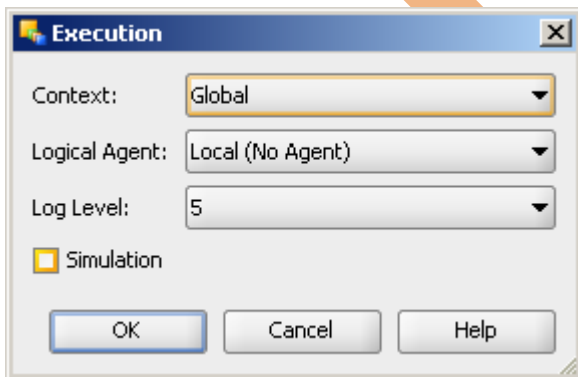 Execution
Context: Global
Logical Agent: Local (No Agent)
Log Level: 5
Simulation
OK Cancel Help